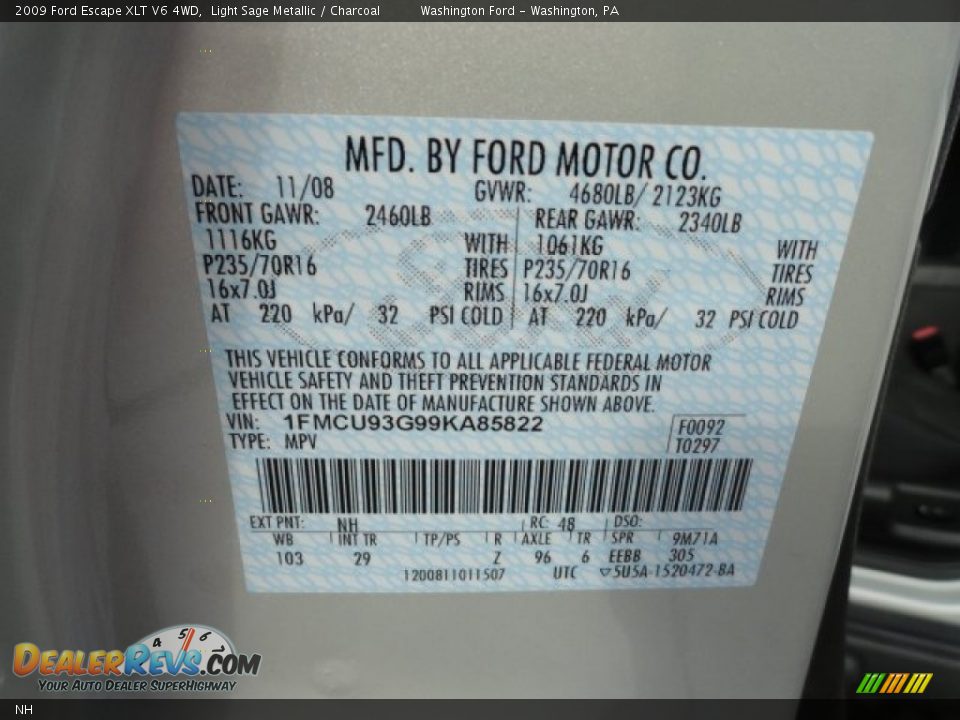 2009 Ford Escape XLT V6 4WD, Light Sage Metallic / Charcoal Washington Ford - Washington, PA
MFD. BY FORD MOTOR CO.
DATE: 11/08 GVWR: 4680LB/ 2123KG
FRONT GAWR: 2460LB REAR GAWR: 2340LB
1116KG WITH 1061KG WITH
P235/70R16 TIRES P235/70R16 TIRES
16x7.0J RIMS 16x7.0J RIMS
AT 220 kPa/ 32 PSI COLD AT 220 kPa/ 32 PSI COLD
THIS VEHICLE CONFORMS TO ALL APPLICABLE FEDERAL MOTOR
VEHICLE SAFETY AND THEFT PREVENTION STANDARDS IN
EFFECT ON THE DATE OF MANUFACTURE SHOWN ABOVE.
VIN: 1FMCU93G99KA85822 F0092
TYPE: MPV T0297
EXT PNT: NH RC: 48 DSO:
WB INT TR TP/PS R AXLE TR SPR 9M71A
103 29 Z 96 6 EEBB 305
1200811011507 UTC ▽5U5A-1520472-BA
4 5 6
DEALERREVS.COM
YOUR AUTO DEALER SUPERHIGHWAY
NH